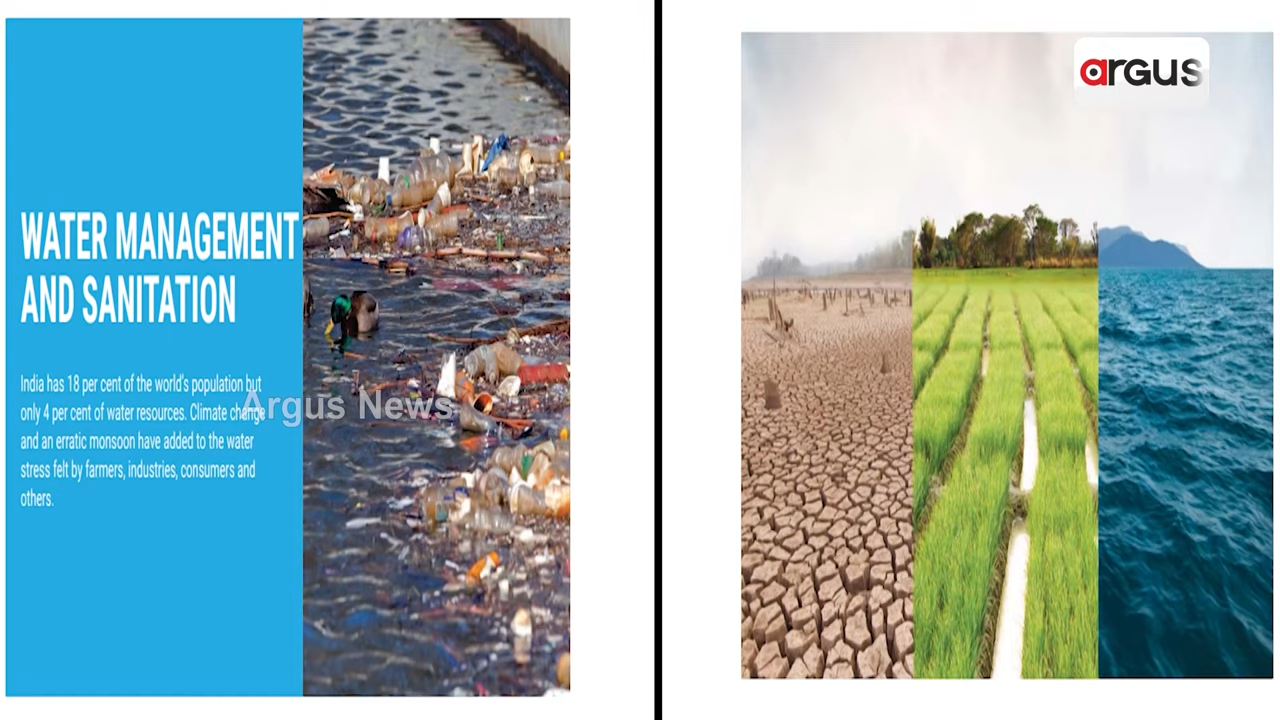 WATER MANAGEMENT
AND SANITATION
India has 18 per cent of the world's population but
only 4 per cent of water resources. Climate change
and an erratic monsoon have added to the water
stress felt by farmers, industries, consumers and
others.
Argus News
argus